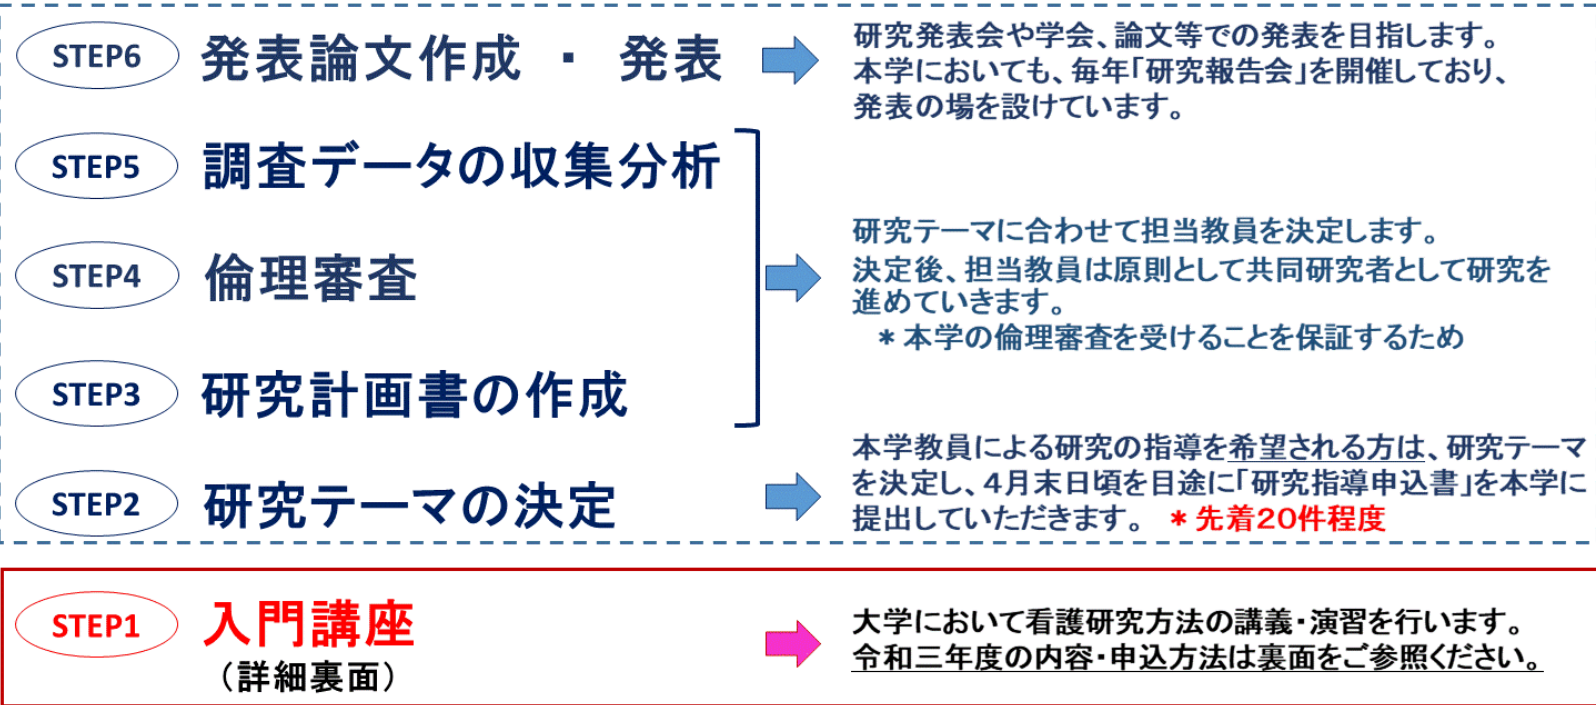 STEP6 発表論文作成 ・ 発表
研究発表会や学会、論文等での発表を目指します。
本学においても、毎年「研究報告会」を開催しており、
発表の場を設けています。
STEP5 調査データの収集分析
STEP4 倫理審査
STEP3 研究計画書の作成
研究テーマに合わせて担当教員を決定します。
決定後、担当教員は原則として共同研究者として研究を
進めていきます。
＊本学の倫理審査を受けることを保証するため
STEP2 研究テーマの決定
本学教員による研究の指導を希望される方は、研究テーマ
を決定し、4月末日頃を目途に「研究指導申込書」を本学に
提出していただきます。 ＊先着20件程度
STEP1 入門講座
（詳細裏面）
大学において看護研究方法の講義・演習を行います。
令和三年度の内容・申込方法は裏面をご参照ください。